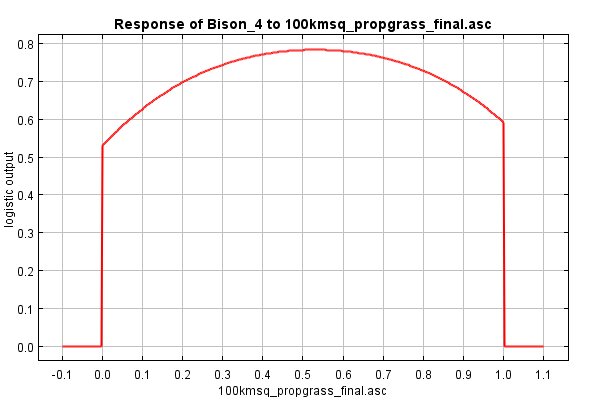 Response of Bison_4 to 100kmsq_propgrass_final.asc
logistic output
0.8
0.7
0.6
0.5
0.4
0.3
0.2
0.1
0.0
-0.1 0.0 0.1 0.2 0.3 0.4 0.5 0.6 0.7 0.8 0.9 1.0 1.1
100kmsq_propgrass_final.asc